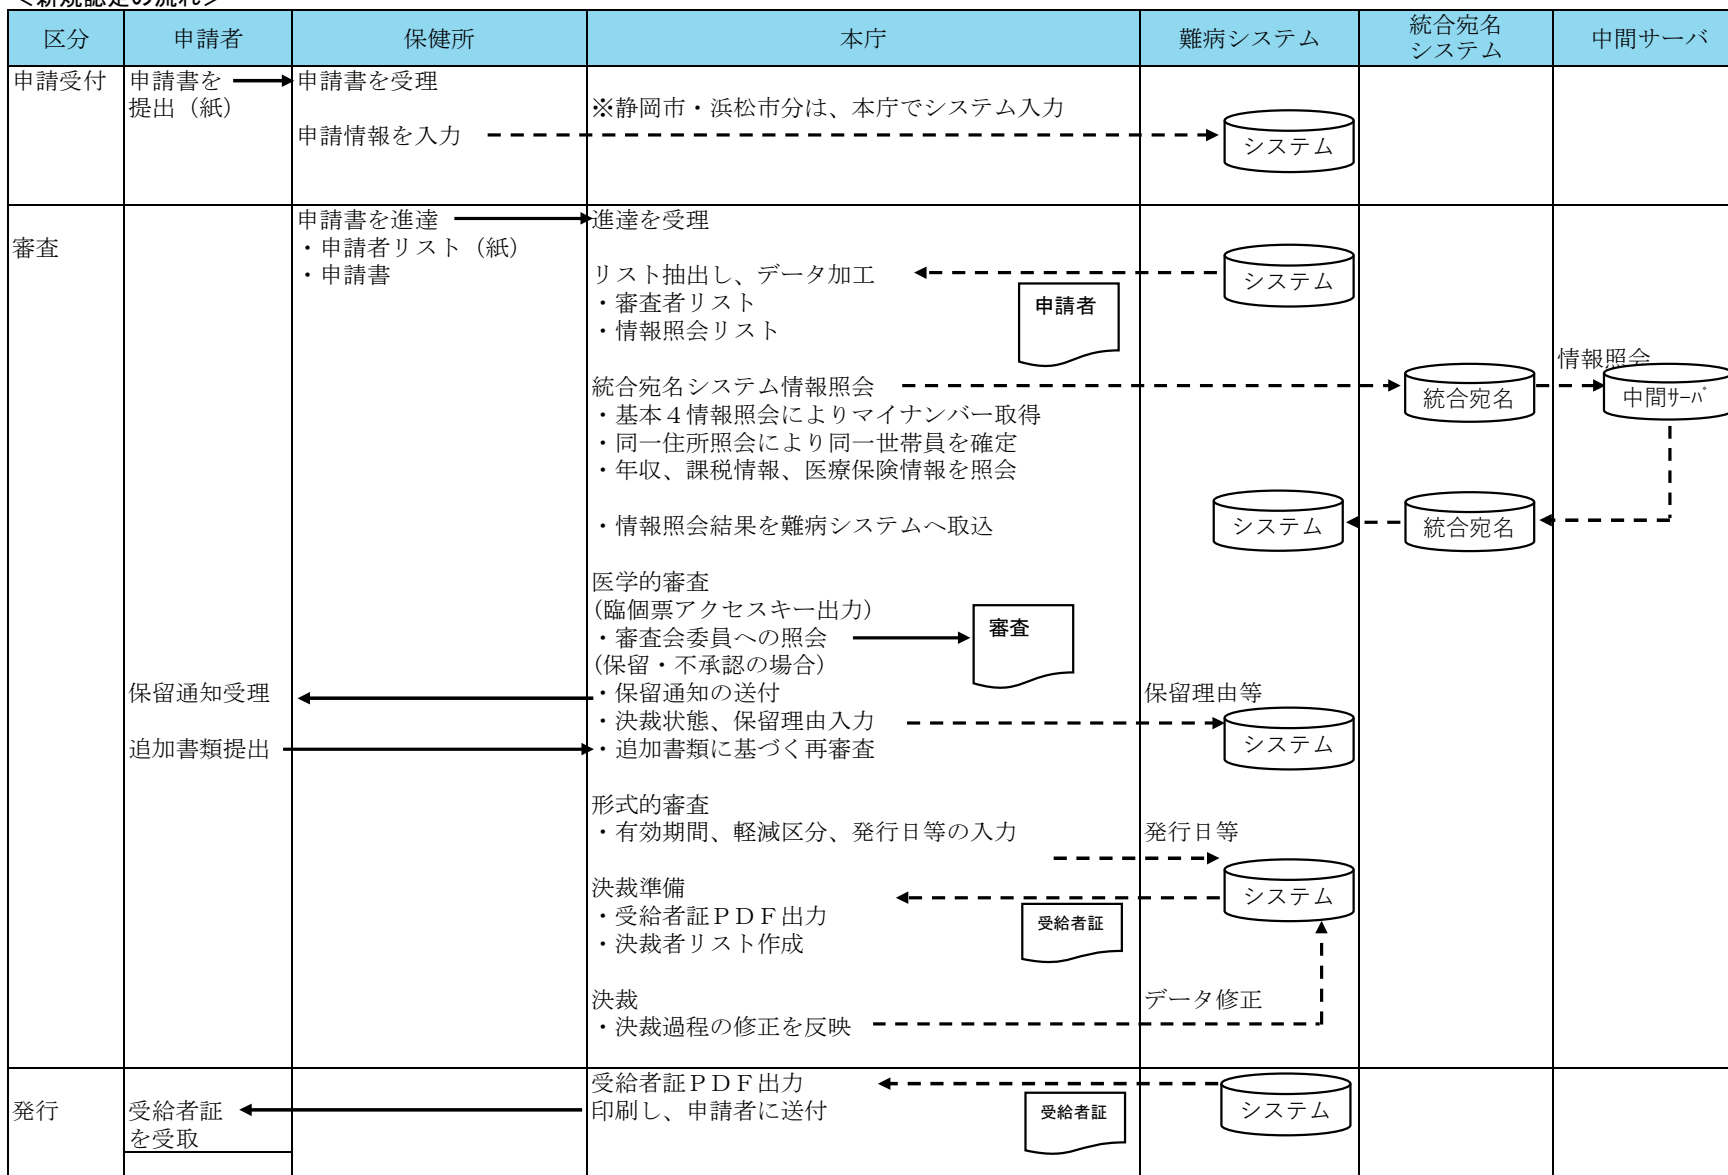 ＜新規認定の流れ＞
区分
申請者
保健所
本庁
難病システム
統合宛名
システム
中間サーバ
申請受付
申請書を
提出（紙）
申請書を受理
※静岡市・浜松市分は、本庁でシステム入力
申請情報を入力
システム
審査
申請書を進達
・申請者リスト（紙）
・申請書
進達を受理
リスト抽出し、データ加工
・審査者リスト
・情報照会リスト
申請者
システム
統合宛名システム情報照会
・基本４情報照会によりマイナンバー取得
・同一住所照会により同一世帯員を確定
・年収、課税情報、医療保険情報を照会
統合宛名
情報照会
中間ｻｰﾊﾞ
・情報照会結果を難病システムへ取込
システム
統合宛名
医学的審査
（臨個票アクセスキー出力）
・審査会委員への照会
審査
（保留・不承認の場合）
保留通知受理
・保留通知の送付
保留理由等
・決裁状態、保留理由入力
追加書類提出
・追加書類に基づく再審査
システム
形式的審査
・有効期間、軽減区分、発行日等の入力
発行日等
決裁準備
・受給者証ＰＤＦ出力
・決裁者リスト作成
受給者証
システム
決裁
・決裁過程の修正を反映
データ修正
発行
受給者証
を受取
受給者証ＰＤＦ出力
印刷し、申請者に送付
受給者証
システム